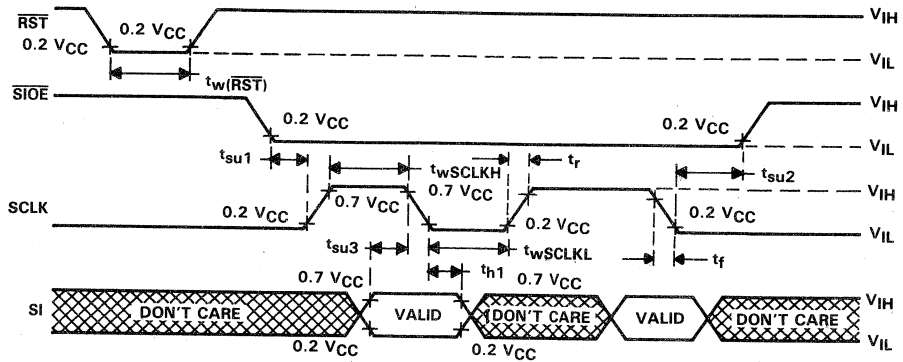 RST
0.2 VCC
0.2 VCC
VIH
VIL
tw(RST)
SIOE
0.2 VCC
0.2 VCC
VIH
VIL
tsu1
twSCLKH
tr
tsu2
SCLK
0.2 VCC
0.7 VCC
0.7 VCC
0.2 VCC
0.2 VCC
VIH
VIL
tsu3
th1
twSCLKL
tf
SI
0.7 VCC
0.7 VCC
DON'T CARE
VALID
DON'T CARE
VALID
DON'T CARE
VIH
VIL
0.2 VCC
0.2 VCC